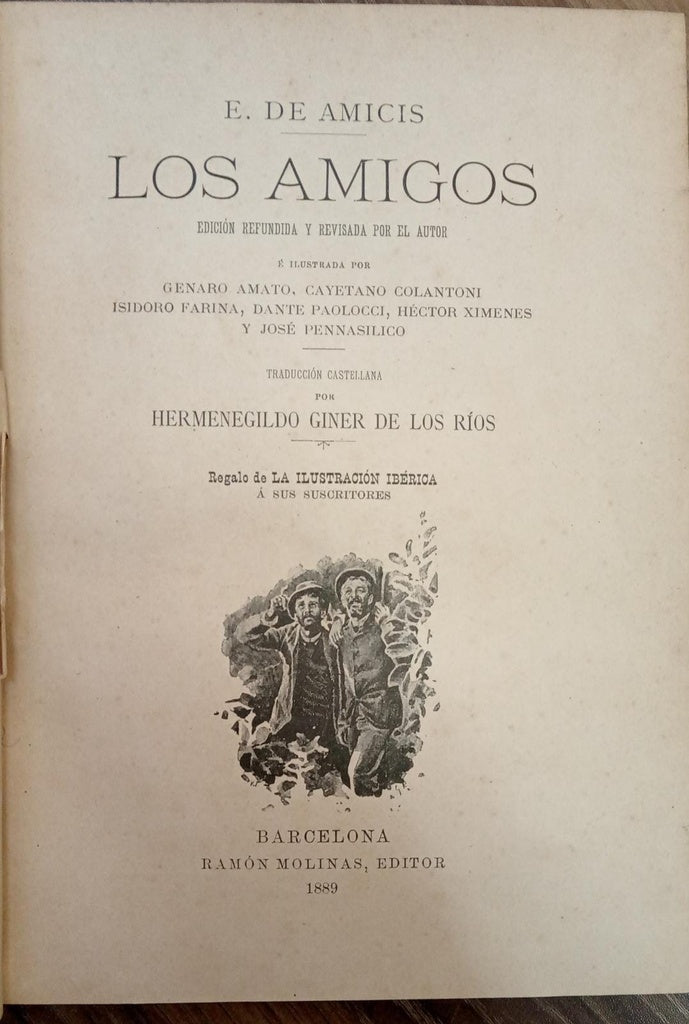 E. DE AMICIS
LOS AMIGOS
EDICIÓN REFUNDIDA Y REVISADA POR EL AUTOR
É ILUSTRADA POR
GENARO AMATO, CAYETANO COLANTONI
ISIDORO FARINA, DANTE PAOLOCCI, HÉCTOR XIMENES
Y JOSÉ PENNASILICO
TRADUCCIÓN CASTELLANA
POR
HERMENEGILDO GINER DE LOS RÍOS
Regalo de LA ILUSTRACIÓN IBÉRICA
Á SUS SUSCRITORES
BARCELONA
RAMÓN MOLINAS, EDITOR
1889